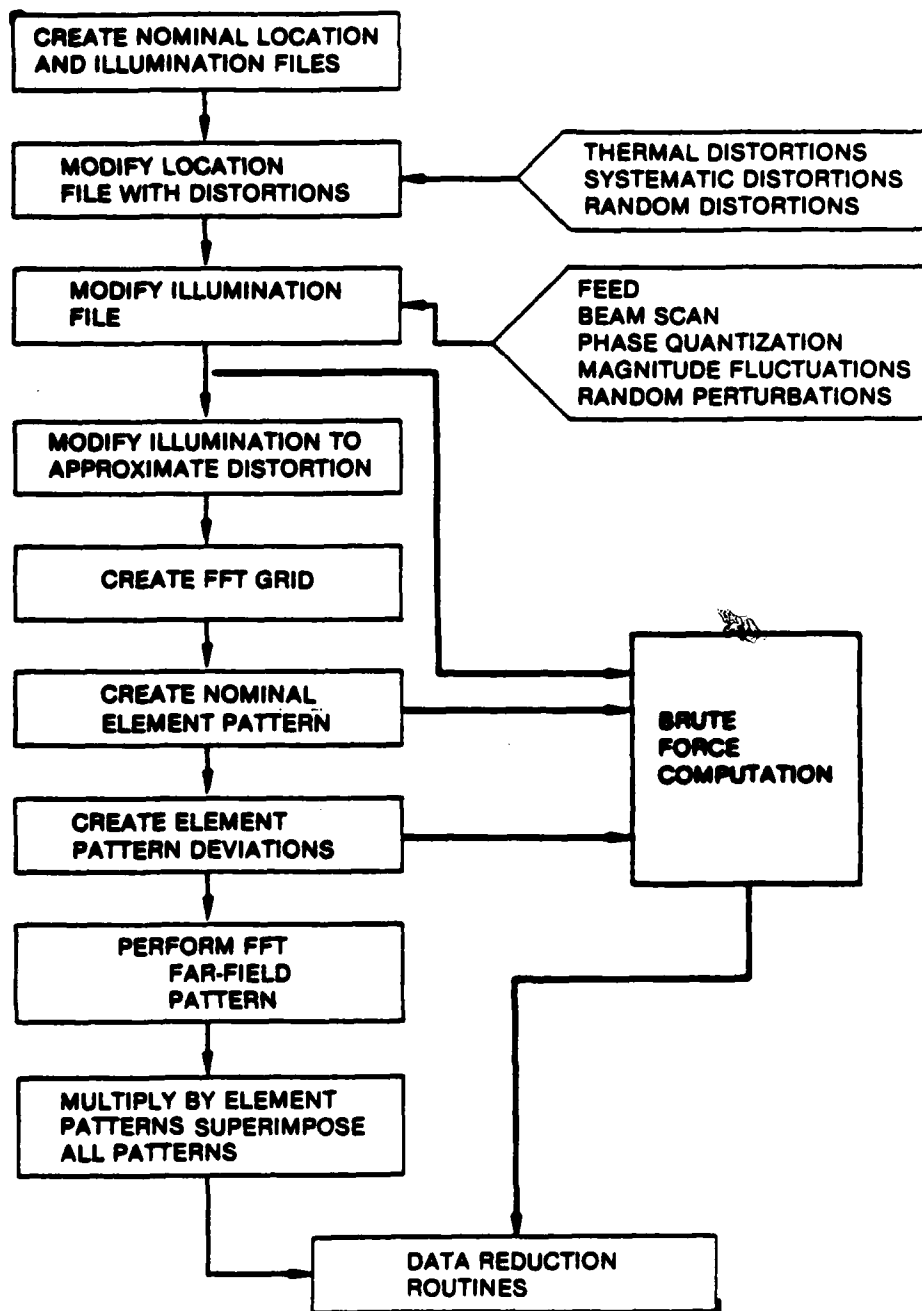 CREATE NOMINAL LOCATION
AND ILLUMINATION FILES
MODIFY LOCATION
FILE WITH DISTORTIONS
THERMAL DISTORTIONS
SYSTEMATIC DISTORTIONS
RANDOM DISTORTIONS
MODIFY ILLUMINATION
FILE
FEED
BEAM SCAN
PHASE QUANTIZATION
MAGNITUDE FLUCTUATIONS
RANDOM PERTURBATIONS
MODIFY ILLUMINATION TO
APPROXIMATE DISTORTION
CREATE FFT GRID
CREATE NOMINAL
ELEMENT PATTERN
BRUTE
FORCE
COMPUTATION
CREATE ELEMENT
PATTERN DEVIATIONS
PERFORM FFT
FAR-FIELD
PATTERN
MULTIPLY BY ELEMENT
PATTERNS SUPERIMPOSE
ALL PATTERNS
DATA REDUCTION
ROUTINES